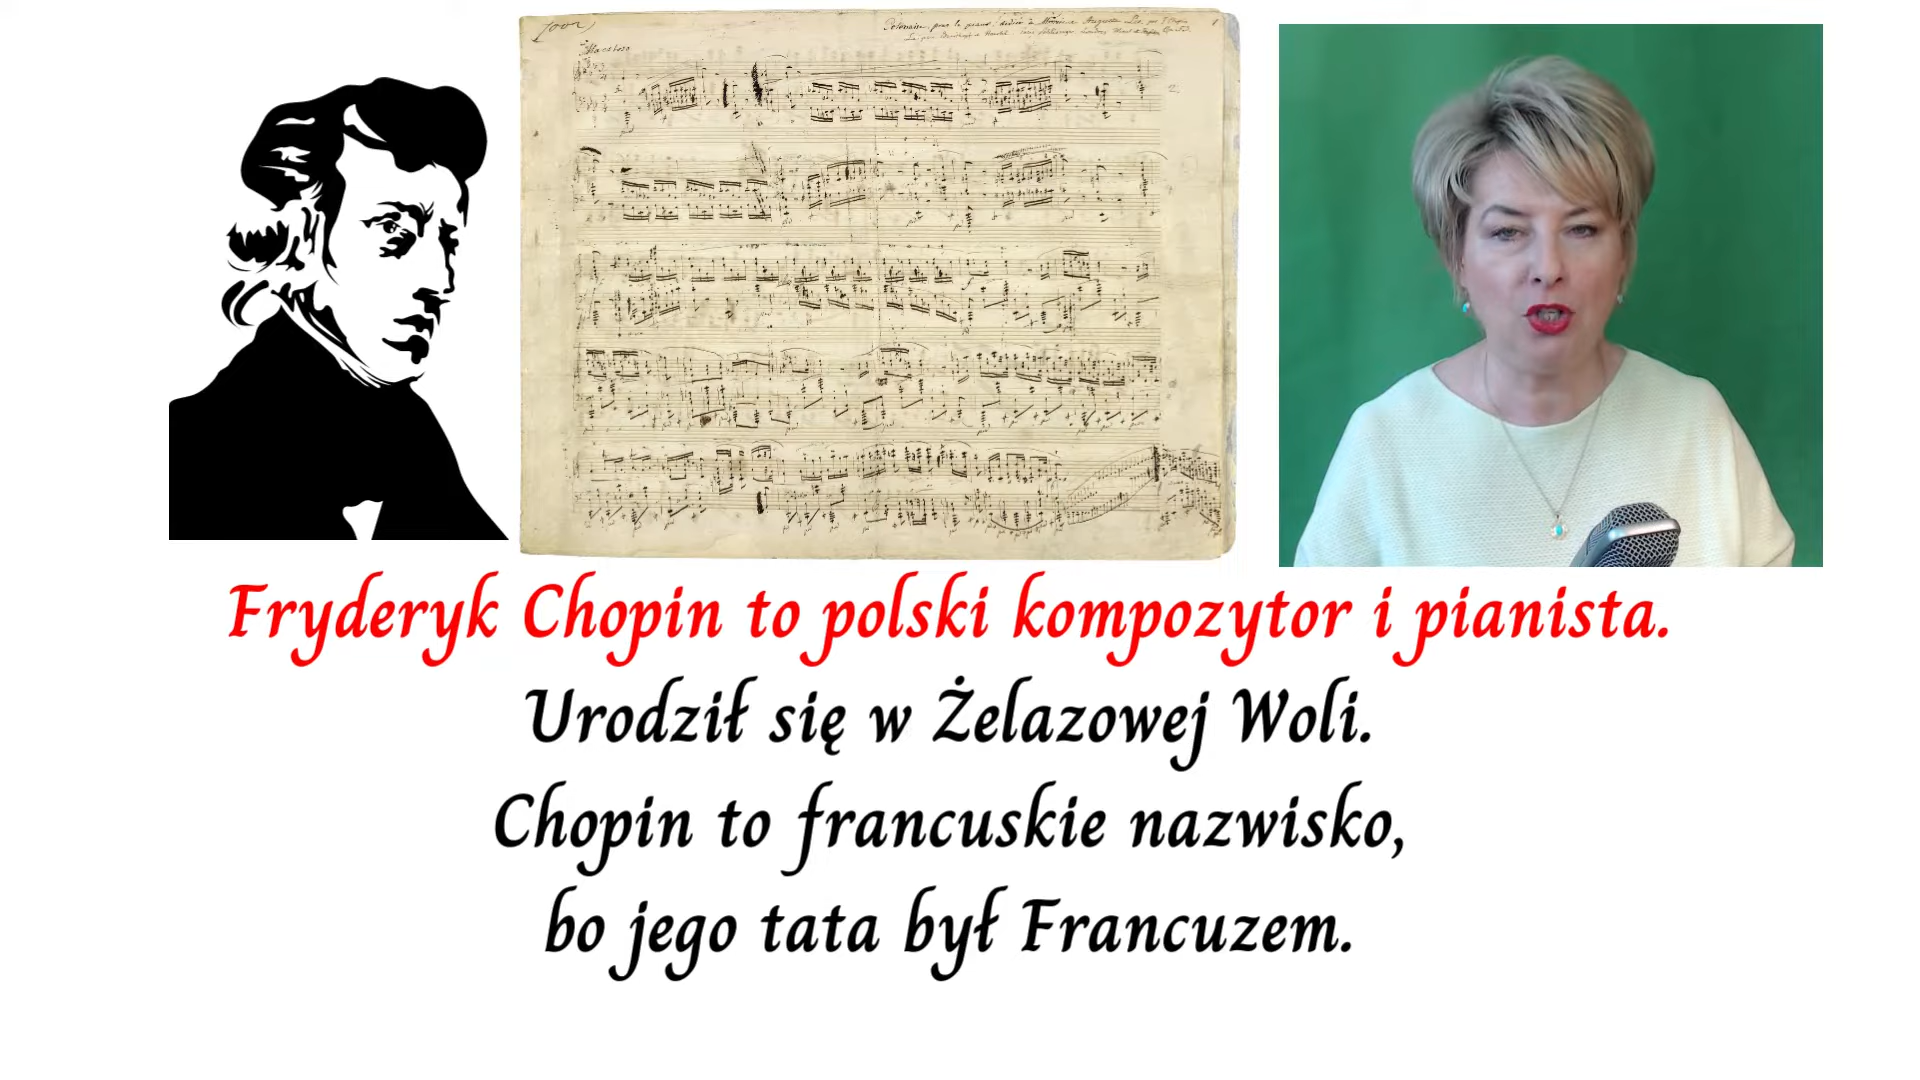 Maestoso
Fryderyk Chopin to polski kompozytor i pianista.
Urodził się w Żelazowej Woli.
Chopin to francuskie nazwisko,
bo jego tata był Francuzem.